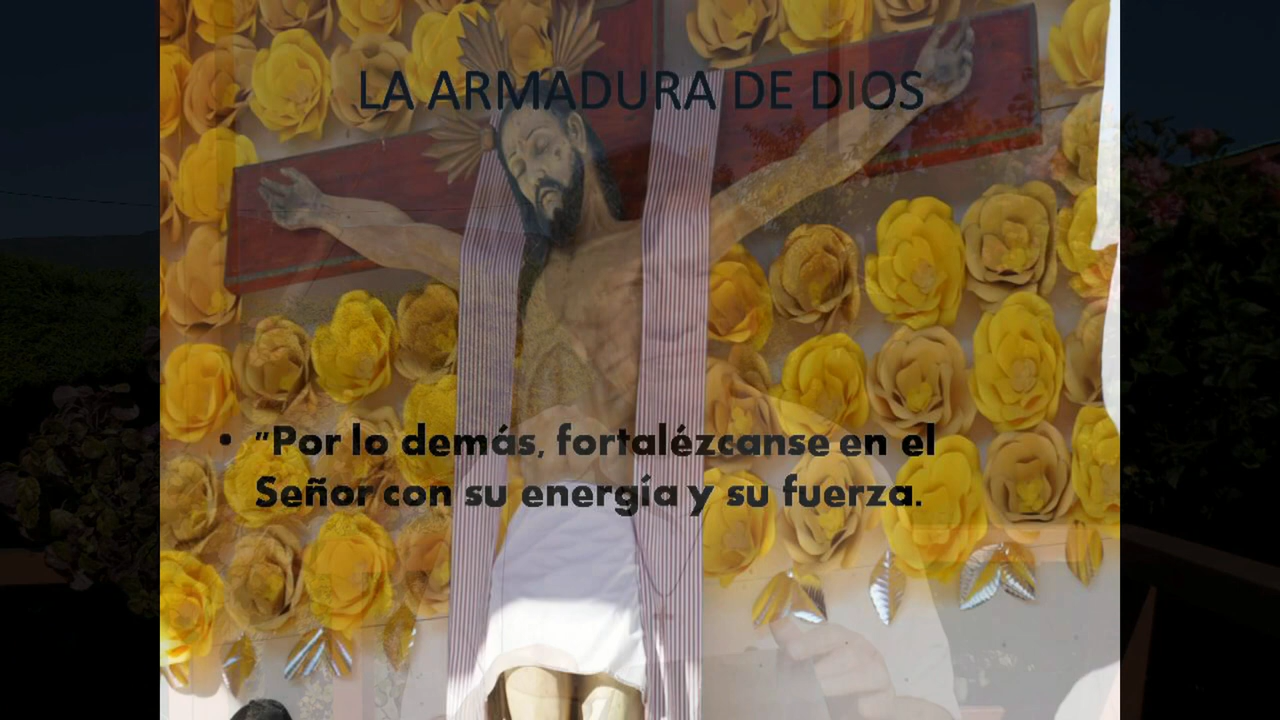 LA ARMADURA DE DIOS
• "Por lo demás, fortalézcanse en el
Señor con su energía y su fuerza.